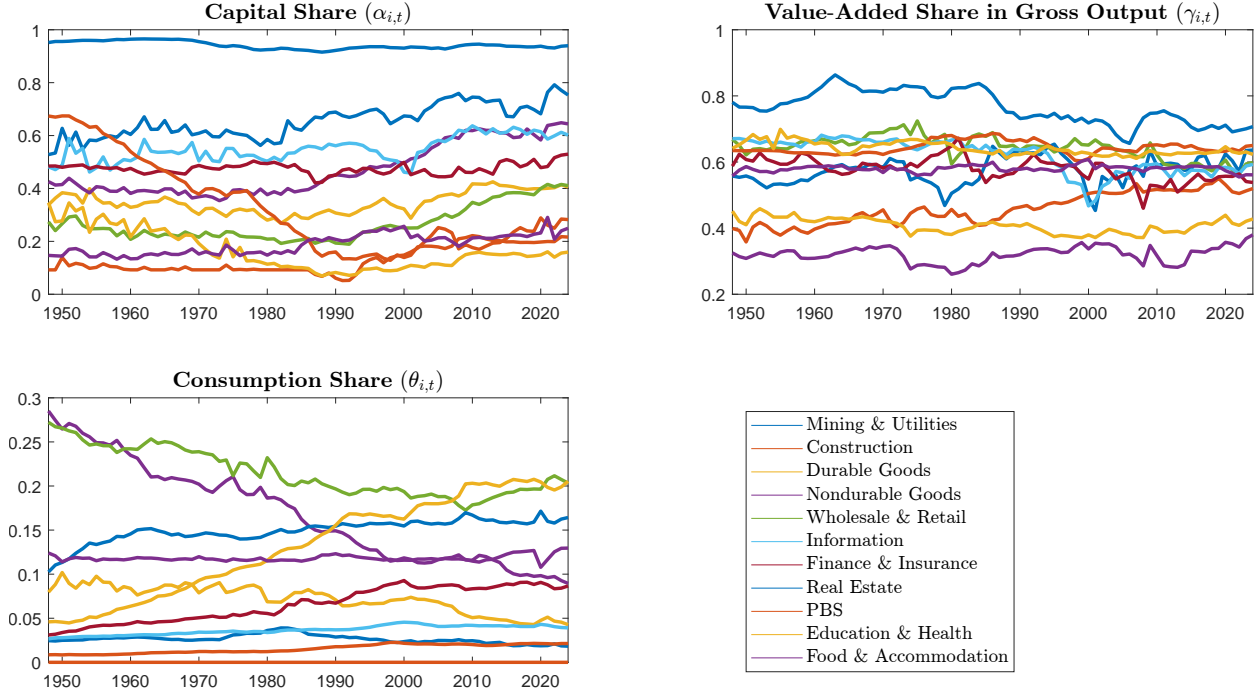 Capital Share (α_{i,t})
1
0.8
0.6
0.4
0.2
0
1950 1960 1970 1980 1990 2000 2010 2020
Value-Added Share in Gross Output (γ_{i,t})
1
0.8
0.6
0.4
0.2
1950 1960 1970 1980 1990 2000 2010 2020
Consumption Share (θ_{i,t})
0.3
0.25
0.2
0.15
0.1
0.05
0
1950 1960 1970 1980 1990 2000 2010 2020
Mining & Utilities
Construction
Durable Goods
Nondurable Goods
Wholesale & Retail
Information
Finance & Insurance
Real Estate
PBS
Education & Health
Food & Accommodation